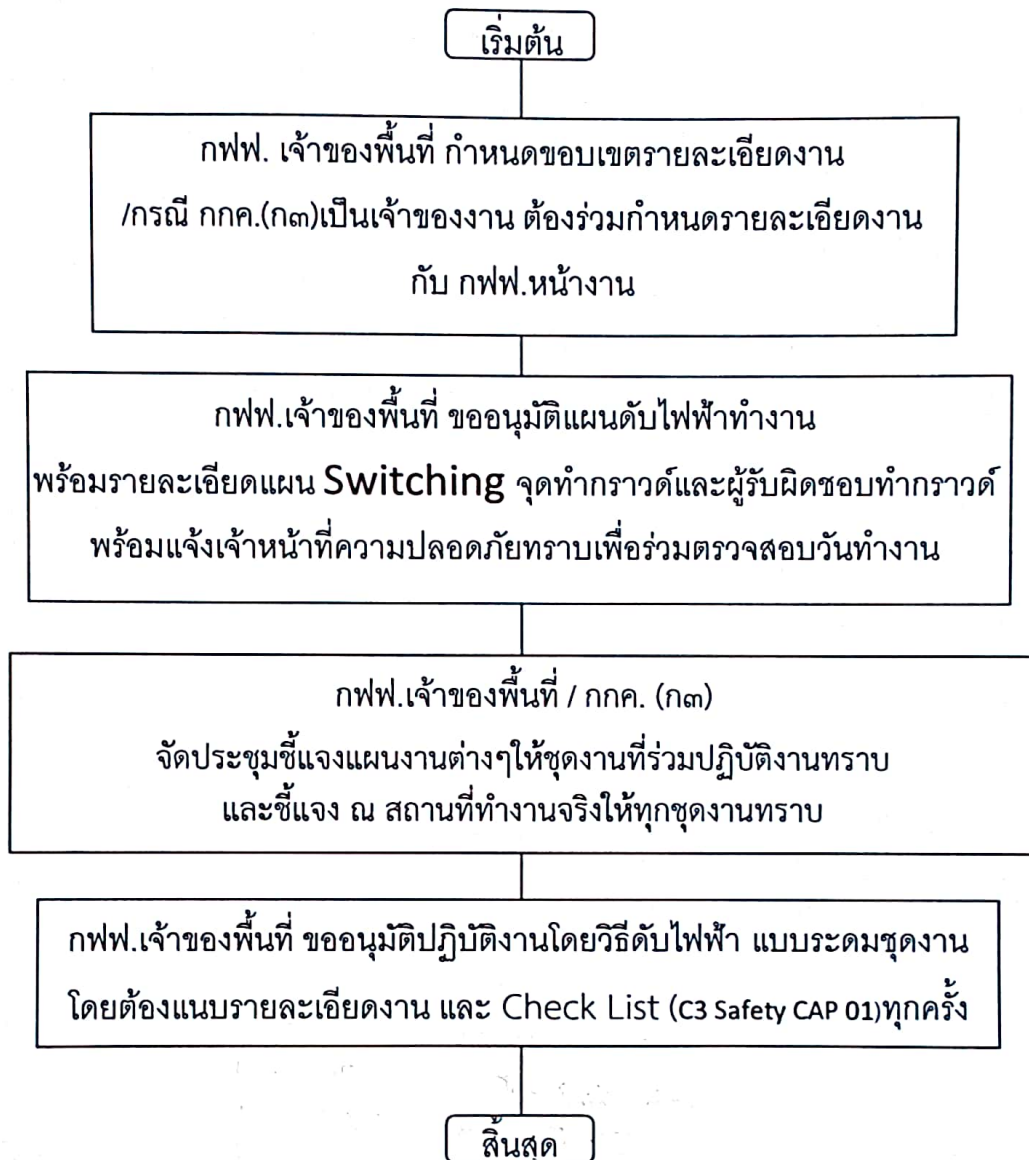 เริ่มต้น
กฟฟ. เจ้าของพื้นที่ กำหนดขอบเขตรายละเอียดงาน
/กรณี กกค.(ก๓)เป็นเจ้าของงาน ต้องร่วมกำหนดรายละเอียดงาน
กับ กฟฟ.หน้างาน
กฟฟ.เจ้าของพื้นที่ ขออนุมัติแผนดับไฟฟ้าทำงาน
พร้อมรายละเอียดแผน Switching จุดทำกราวด์และผู้รับผิดชอบทำกราวด์
พร้อมแจ้งเจ้าหน้าที่ความปลอดภัยทราบเพื่อร่วมตรวจสอบวันทำงาน
กฟฟ.เจ้าของพื้นที่ / กกค. (ก๓)
จัดประชุมชี้แจงแผนงานต่างๆให้ชุดงานที่ร่วมปฏิบัติงานทราบ
และชี้แจง ณ สถานที่ทำงานจริงให้ทุกชุดงานทราบ
กฟฟ.เจ้าของพื้นที่ ขออนุมัติปฏิบัติงานโดยวิธีดับไฟฟ้า แบบระดมชุดงาน
โดยต้องแนบรายละเอียดงาน และ Check List (C3 Safety CAP 01)ทุกครั้ง
สิ้นสุด